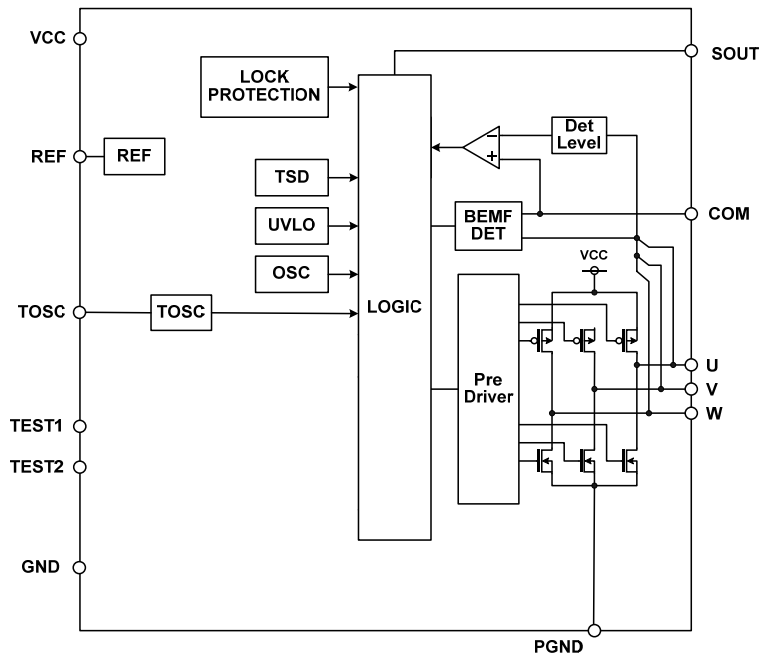 VCC
SOUT
LOCK
PROTECTION
REF
REF
Det
Level
TSD
BEMF
DET
COM
UVLO
OSC
VCC
LOGIC
TOSC
TOSC
Pre
Driver
U
V
W
TEST1
TEST2
GND
PGND